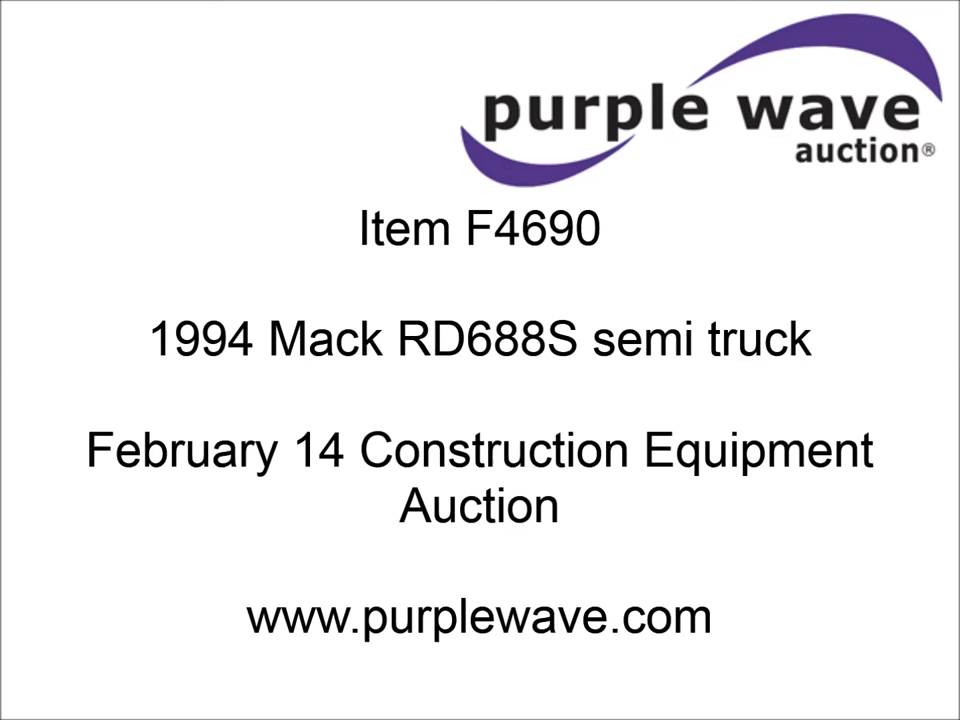 purple wave
auction®
Item F4690
1994 Mack RD688S semi truck
February 14 Construction Equipment
Auction
www.purplewave.com